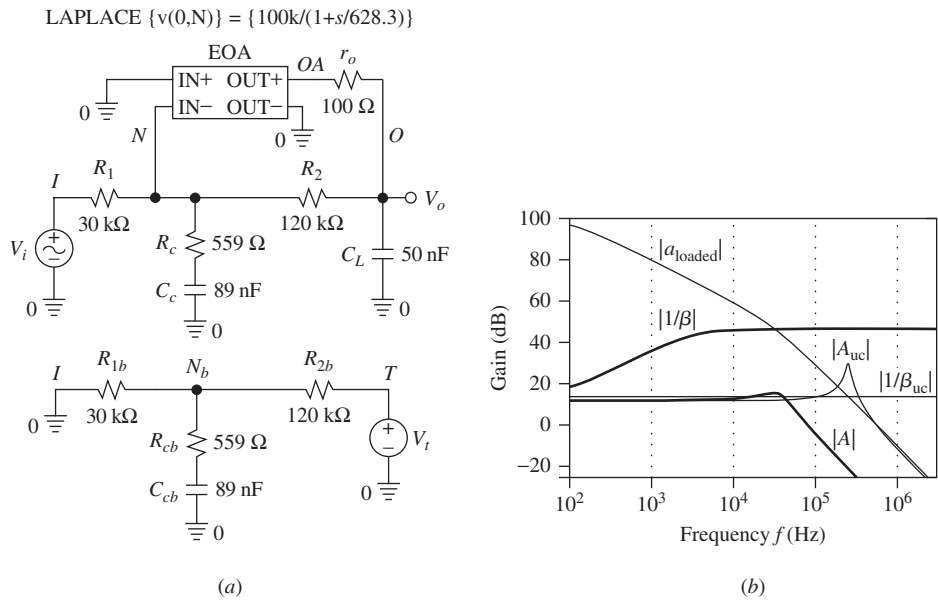 LAPLACE {v(0,N)} = {100k/(1+s/628.3)}
EOA
OA
r_o
IN+ OUT+
IN− OUT−
100 Ω
0
0
N
O
I
R_1
R_2
V_o
30 kΩ
120 kΩ
V_i
R_c
559 Ω
C_L
50 nF
C_c
89 nF
0
0
0
I
R_1b
N_b
R_2b
T
0
30 kΩ
120 kΩ
R_cb
559 Ω
V_t
C_cb
89 nF
0
0
(a)
100
80
60
40
20
0
−20
Gain (dB)
|a_loaded|
|1/β|
|A_uc|
|1/β_uc|
|A|
10^2
10^3
10^4
10^5
10^6
Frequency f (Hz)
(b)